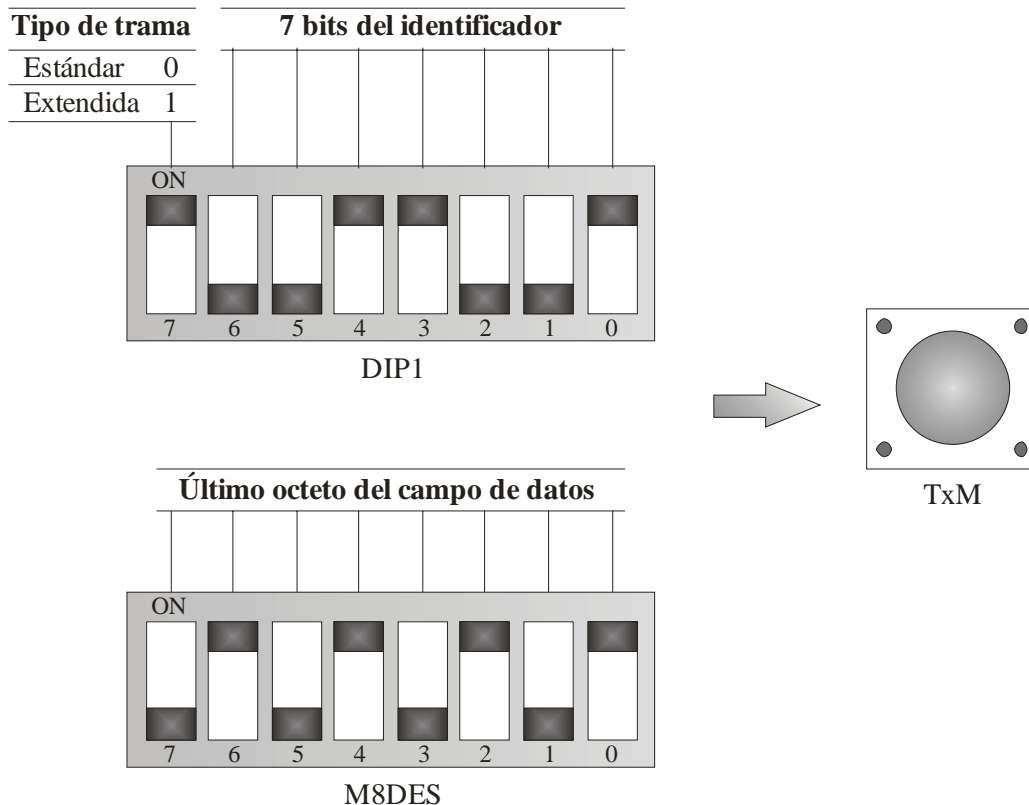 Tipo de trama
7 bits del identificador
Estándar 0
Extendida 1
ON
7 6 5 4 3 2 1 0
DIP1
TxM
Último octeto del campo de datos
ON
7 6 5 4 3 2 1 0
M8DES